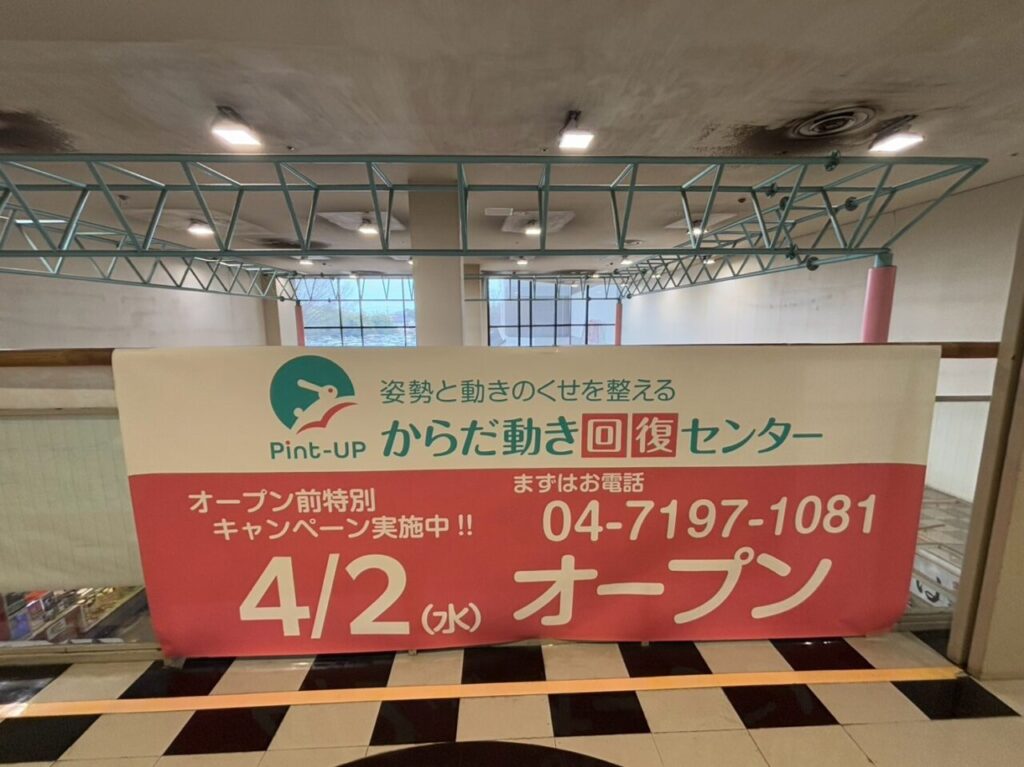 姿勢と動きのくせを整える
Pint-UP
からだ動き回復センター
オープン前特別
キャンペーン実施中!!
まずはお電話
04-7197-1081
4/2(水) オープン